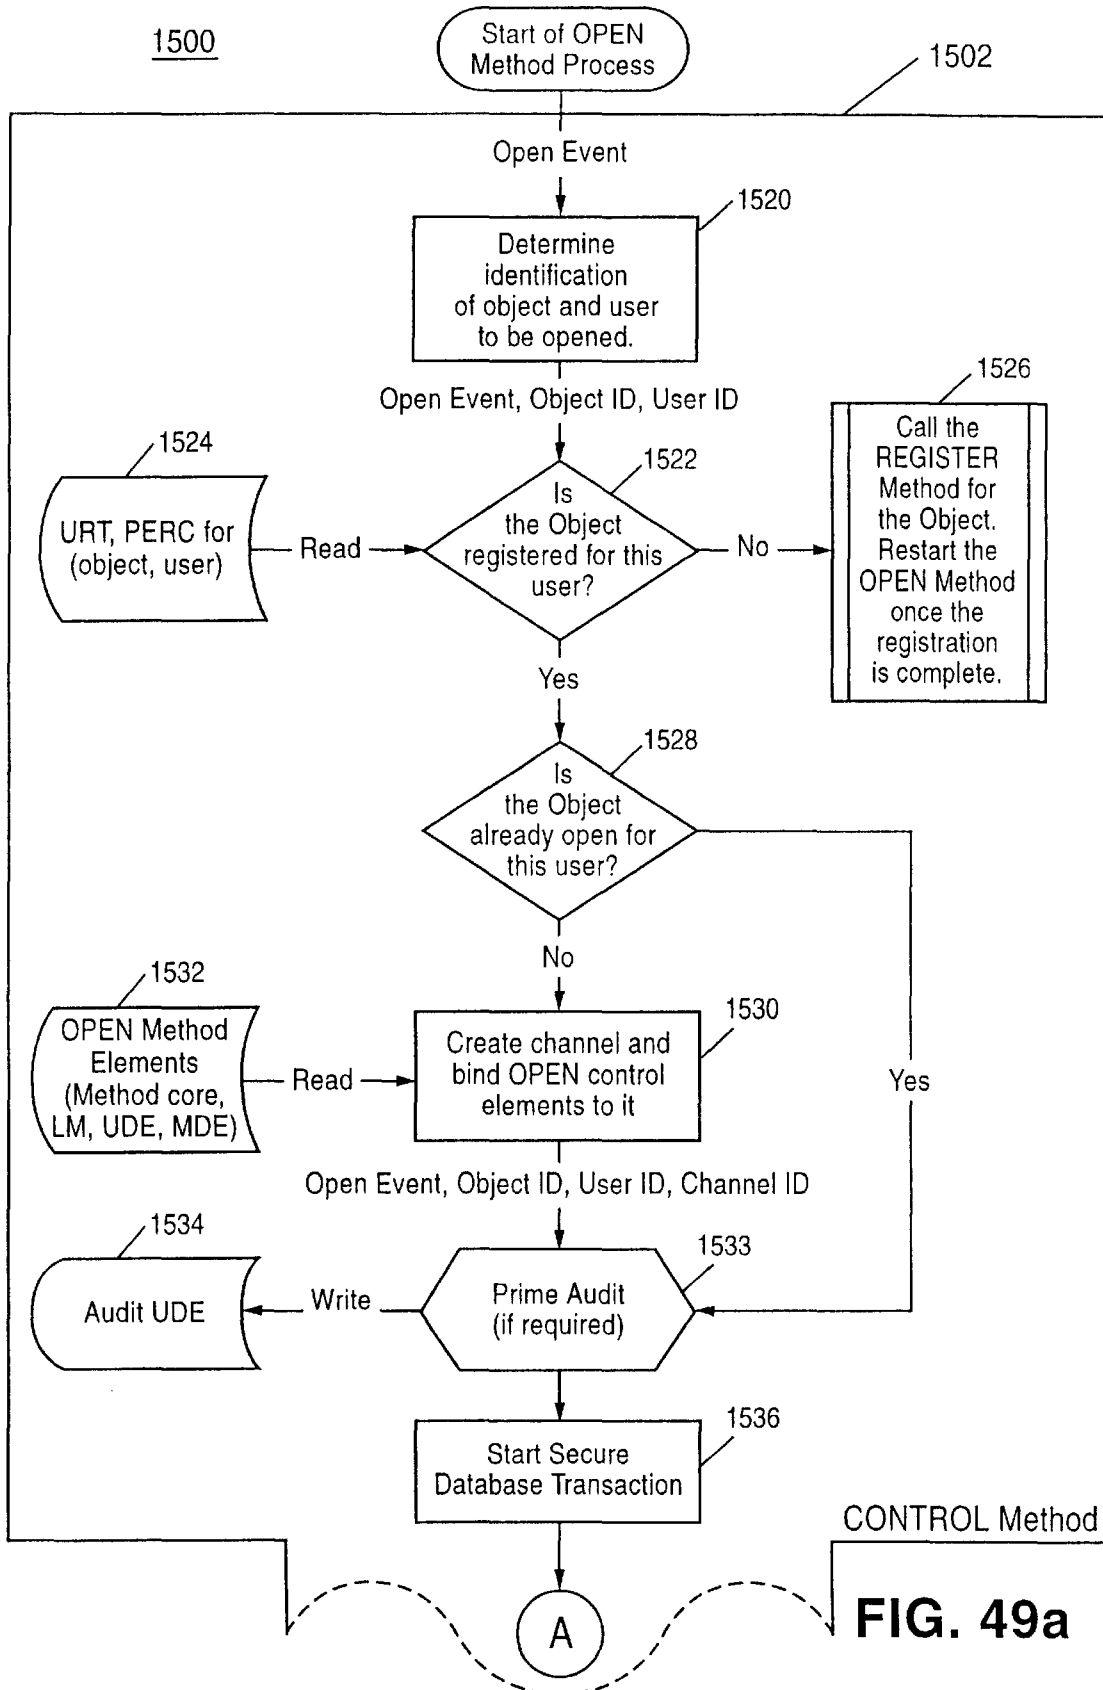 1500
Start of OPEN
Method Process
1502
Open Event
1520
Determine
identification
of object and user
to be opened.
Open Event, Object ID, User ID
1526
Call the
REGISTER
Method for
the Object.
Restart the
OPEN Method
once the
registration
is complete.
1524
URT, PERC for
(object, user)
Read
1522
Is
the Object
registered for this
user?
No
Yes
1528
Is
the Object
already open for
this user?
Yes
No
1532
OPEN Method
Elements
(Method core,
LM, UDE, MDE)
Read
1530
Create channel and
bind OPEN control
elements to it
Open Event, Object ID, User ID, Channel ID
1534
Audit UDE
Write
1533
Prime Audit
(if required)
1536
Start Secure
Database Transaction
CONTROL Method
A
FIG. 49a